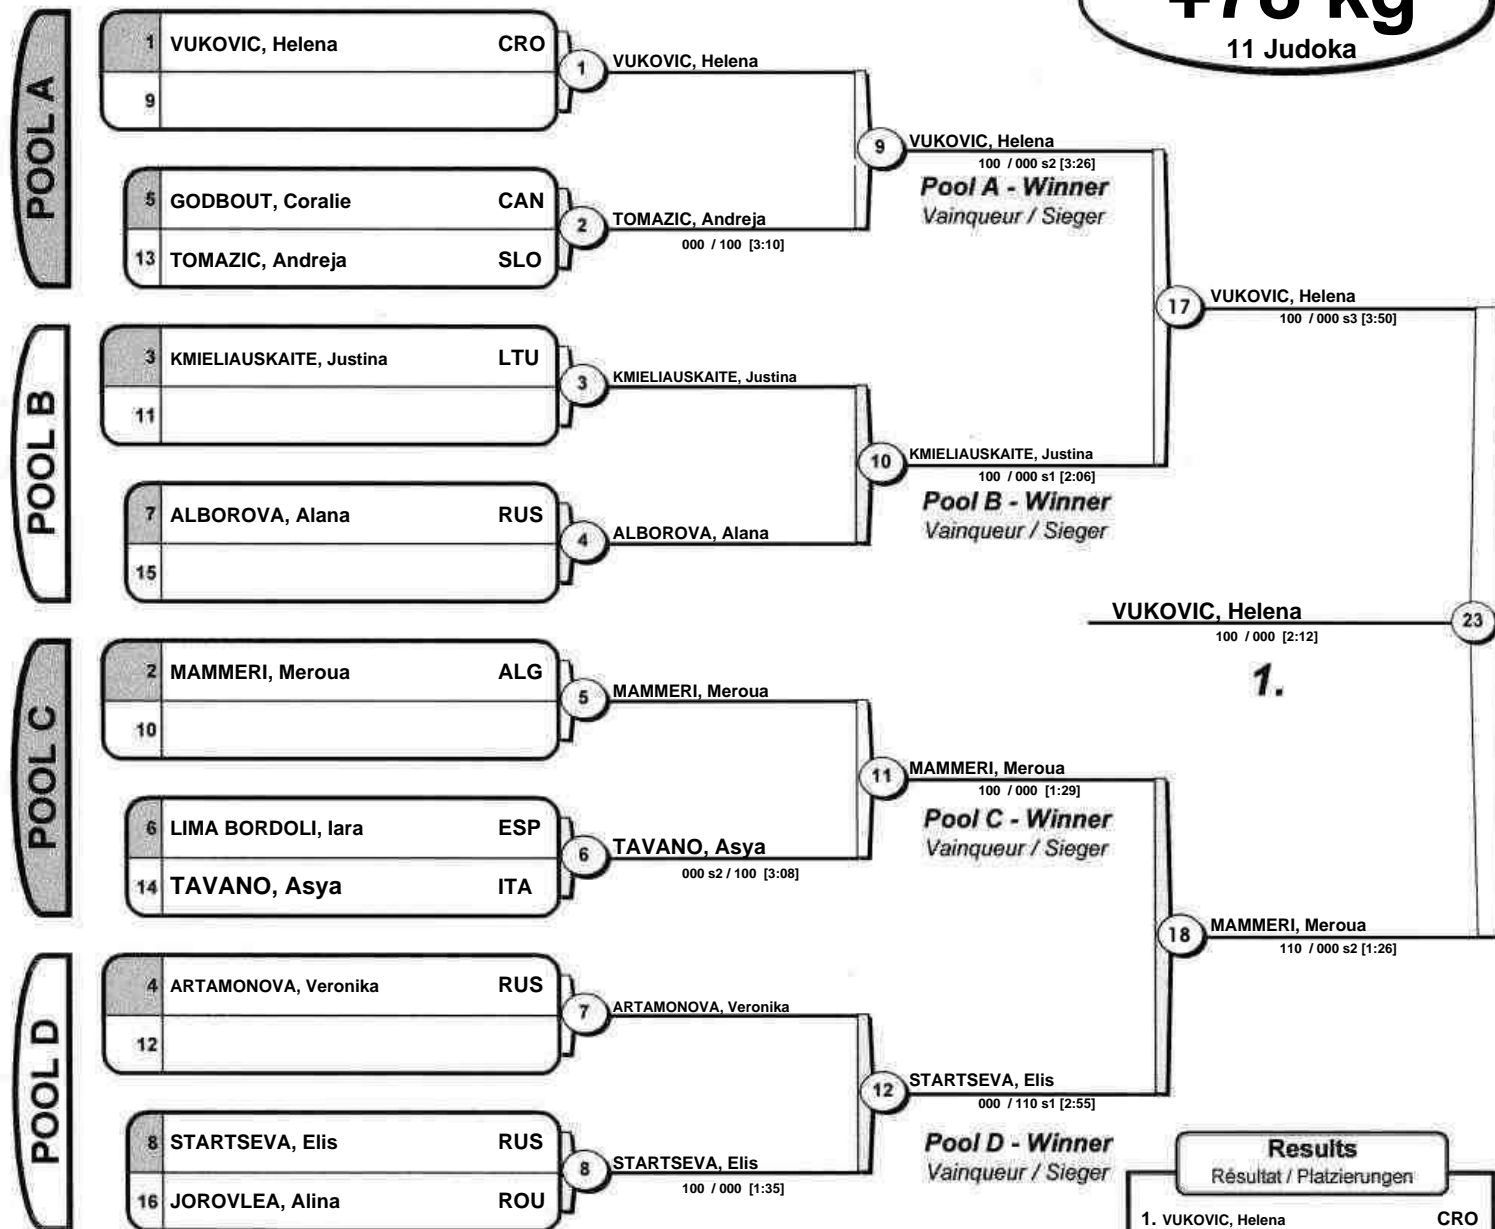 +78 kg
11 Judoka
POOL A
1 VUKOVIC, Helena CRO
9
1 VUKOVIC, Helena
5 GODBOUT, Coralie CAN
13 TOMAZIC, Andreja SLO
2 TOMAZIC, Andreja
000 / 100 [3:10]
9 VUKOVIC, Helena
100 / 000 s2 [3:26]
Pool A - Winner
Vainqueur / Sieger
POOL B
3 KMIELIAUSKAITE, Justina LTU
11
3 KMIELIAUSKAITE, Justina
7 ALBOROVA, Alana RUS
15
4 ALBOROVA, Alana
10 KMIELIAUSKAITE, Justina
100 / 000 s1 [2:06]
Pool B - Winner
Vainqueur / Sieger
17 VUKOVIC, Helena
100 / 000 s3 [3:50]
VUKOVIC, Helena 23
100 / 000 [2:12]
1.
POOL C
2 MAMMERI, Meroua ALG
10
5 MAMMERI, Meroua
6 LIMA BORDOLI, Iara ESP
14 TAVANO, Asya ITA
6 TAVANO, Asya
000 s2 / 100 [3:08]
11 MAMMERI, Meroua
100 / 000 [1:29]
Pool C - Winner
Vainqueur / Sieger
18 MAMMERI, Meroua
110 / 000 s2 [1:26]
POOL D
4 ARTAMONOVA, Veronika RUS
12
7 ARTAMONOVA, Veronika
8 STARTSEVA, Elis RUS
16 JOROVLEA, Alina ROU
8 STARTSEVA, Elis
100 / 000 [1:35]
12 STARTSEVA, Elis
000 / 110 s1 [2:55]
Pool D - Winner
Vainqueur / Sieger
Results
Résultat / Platzierungen
1. VUKOVIC, Helena CRO